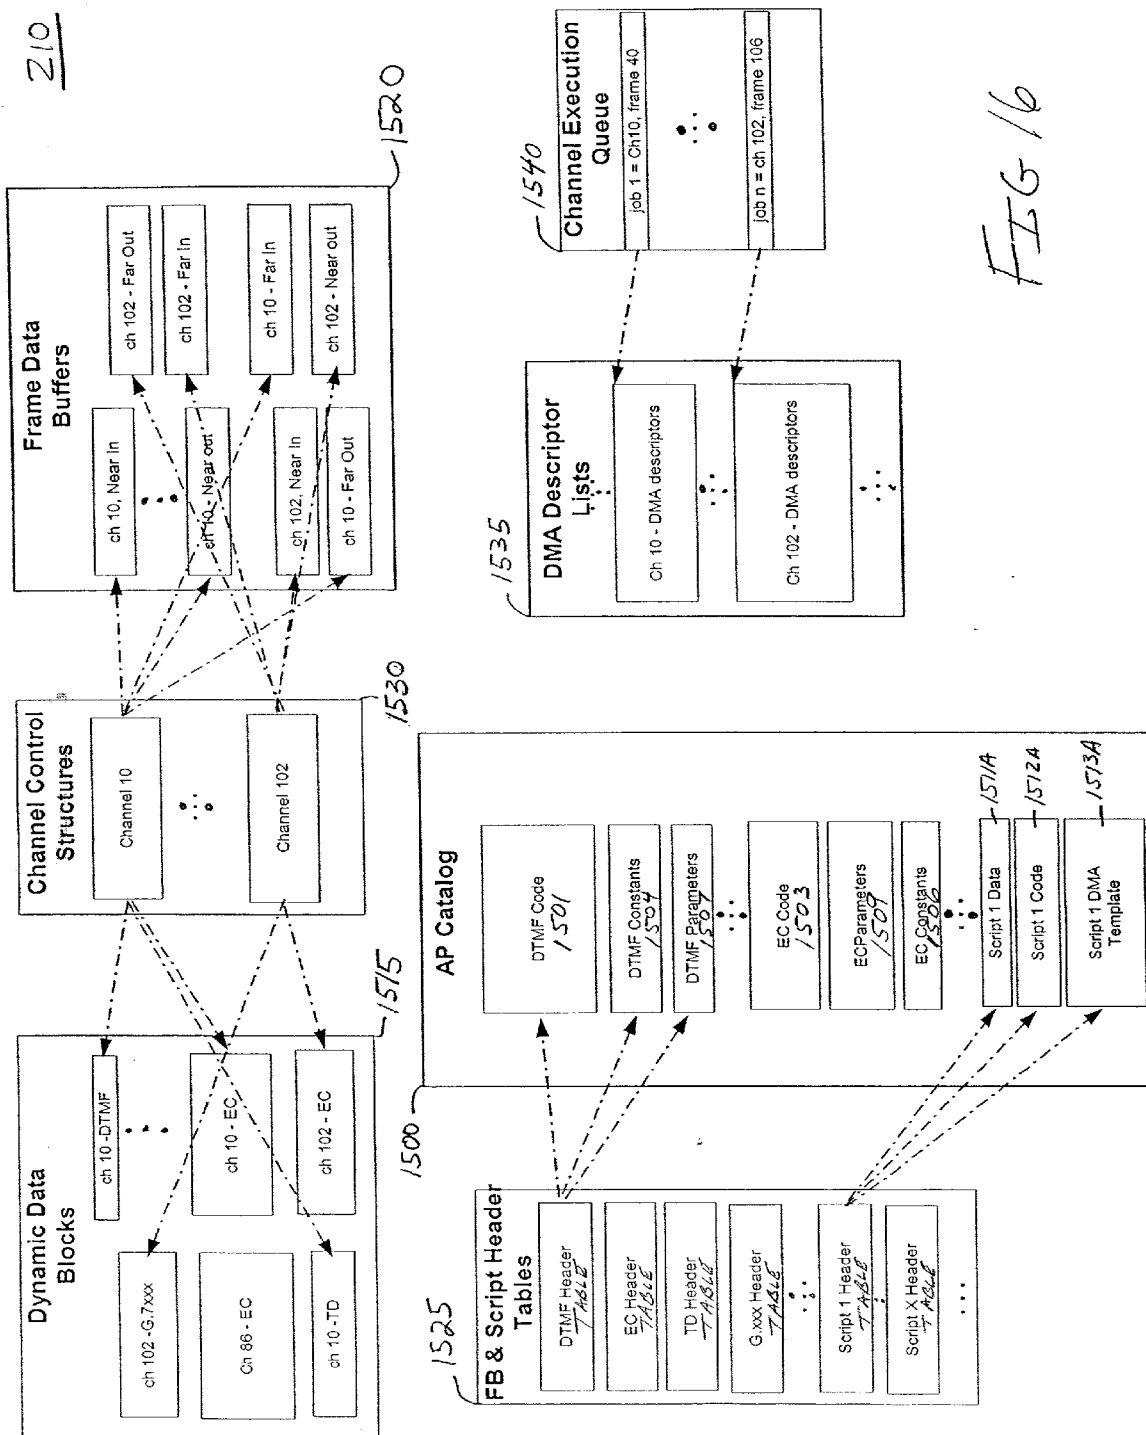 210
Dynamic Data
Blocks
1515
ch 10 -DTMF
ch 10 - EC
ch 102 - EC
ch 102 -G.7xxx
Ch 86 - EC
ch 10 -TD
Channel Control
Structures
1530
Channel 10
Channel 102
Frame Data
Buffers
1520
ch 10, Near In
ch 10 - Near out
ch 102, Near In
ch 10 - Far Out
ch 102 - Far Out
ch 102 - Far In
ch 10 - Far In
ch 102 - Near out
1525
FB & Script Header
Tables
DTMF Header
TABLE
EC Header
TABLE
TD Header
TABLE
G.xxx Header
TABLE
Script 1 Header
TABLE
Script X Header
TABLE
1500
AP Catalog
DTMF Code
1501
DTMF Constants
1504
DTMF Parameters
EC Code
1503
ECParameters
1509
EC Constants
1506
Script 1 Data
1511A
Script 1 Code
1512A
Script 1 DMA
Template
1513A
1535
DMA Descriptor
Lists
Ch 10 - DMA descriptors
Ch 102 - DMA descriptors
1540
Channel Execution
Queue
job 1 = Ch10, frame 40
job n = ch 102, frame 106
FIG 16